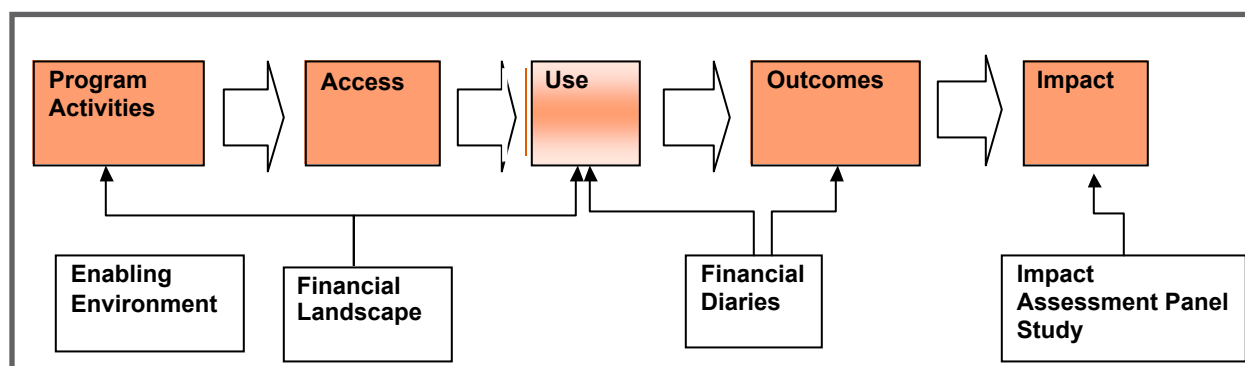 Program
Activities
Access
Use
Outcomes
Impact
Enabling
Environment
Financial
Landscape
Financial
Diaries
Impact
Assessment Panel
Study